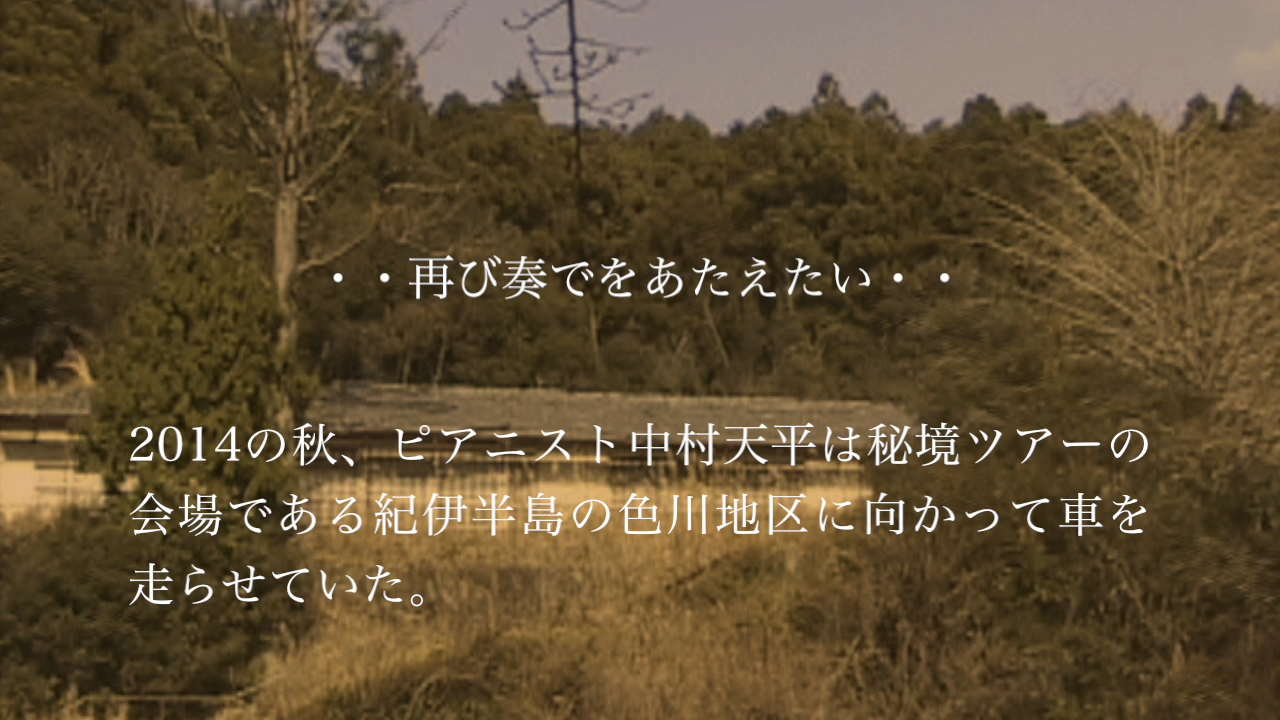 ・・再び奏でをあたえたい・・
2014の秋、ピアニスト中村天平は秘境ツアーの
会場である紀伊半島の色川地区に向かって車を
走らせていた。